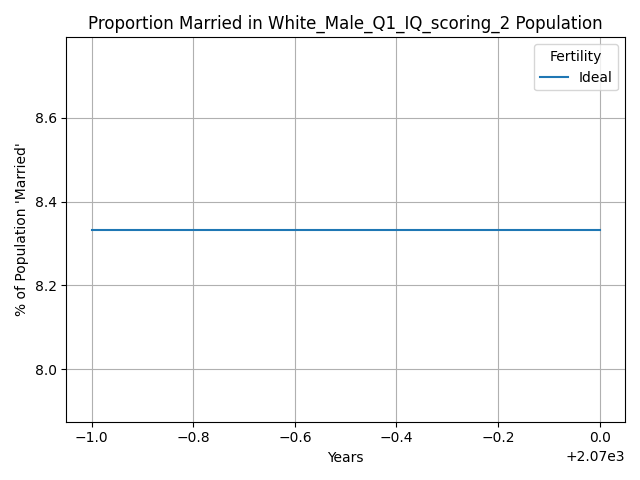 Proportion Married in White_Male_Q1_IQ_scoring_2 Population
Fertility
Ideal
% of Population 'Married'
8.6
8.4
8.2
8.0
−1.0
−0.8
−0.6
−0.4
−0.2
0.0
Years
+2.07e3